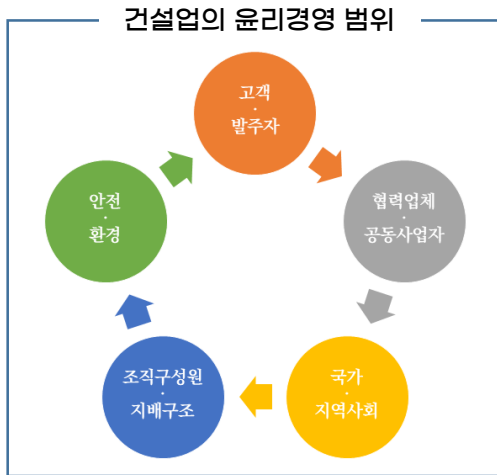 건설업의 윤리경영 범위
고객
·
발주자
협력업체
·
공동사업자
국가
·
지역사회
조직구성원
·
지배구조
안전
·
환경